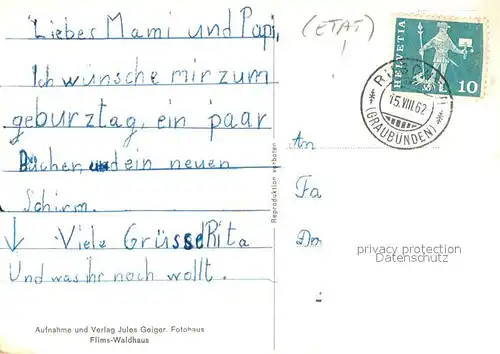 Liebes Mami und Papi,
Ich wünsche mir zum
geburztag, ein paar
Bücher, und ein neuen
Schirm.
Viele Grüsse Rita
Und was ihr noch wollt.
Aufnahme und Verlag Jules Geiger, Fotohaus
Flims-Waldhaus
Reproduktion verboten
(ETAT)
!
HELVETIA
10
15.VIII.62
(GRAUBÜNDEN)
An
Fa
Dr
privacy protection
Datenschutz